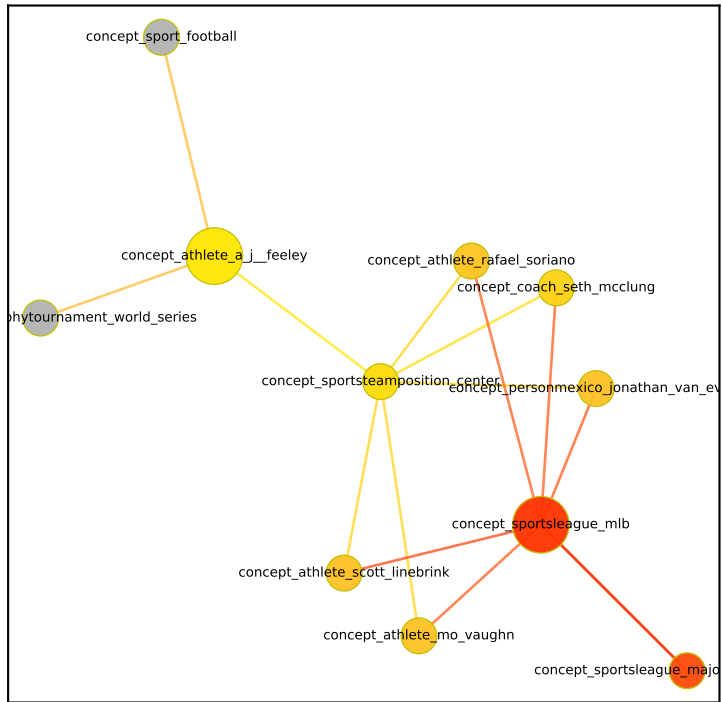 concept_sport_football
concept_athlete_a_j__feeley
concept_athlete_rafael_soriano
concept_coach_seth_mcclung
phytournament_world_series
concept_sportsteamposition_center
concept_personmexico_jonathan_van_ev
concept_sportsleague_mlb
concept_athlete_scott_linebrink
concept_athlete_mo_vaughn
concept_sportsleague_majo